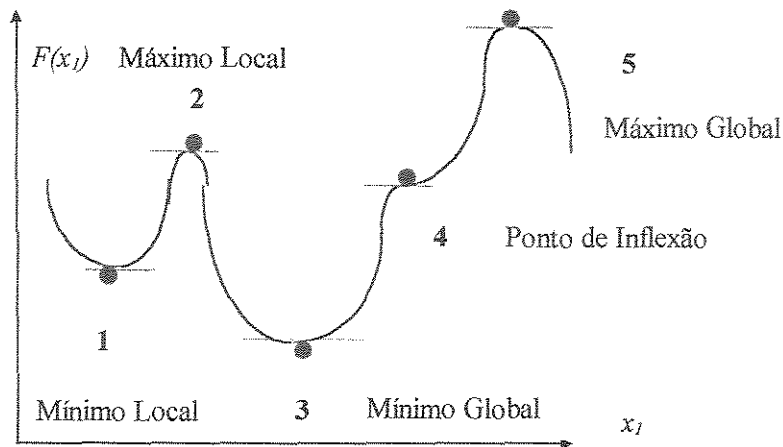 F(x₁) Máximo Local
5
2
Máximo Global
4 Ponto de Inflexão
1
Mínimo Local 3 Mínimo Global
x₁